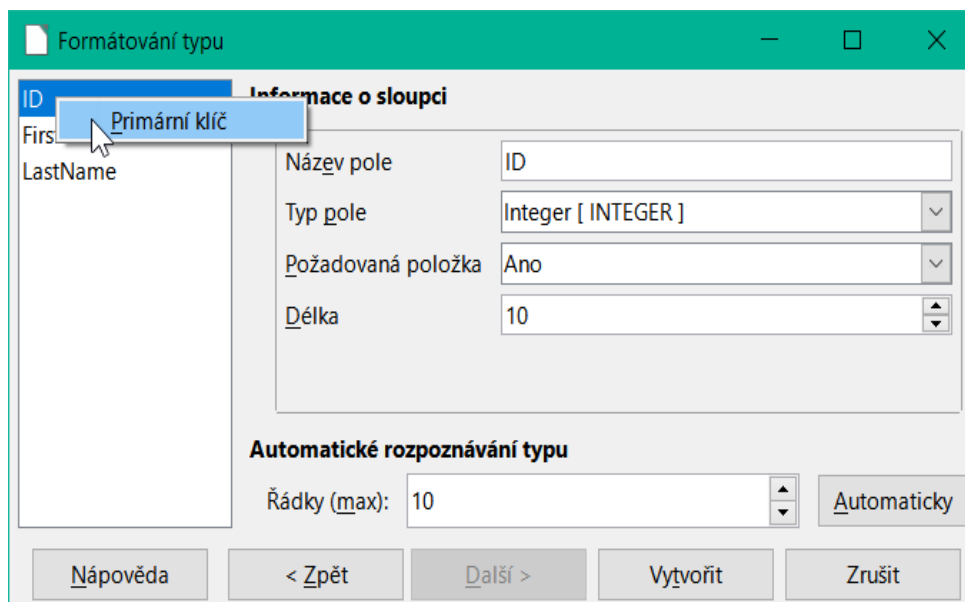 Formátování typu
ID
Primární klíč
LastName
Informace o sloupci
Název pole ID
Typ pole Integer [ INTEGER ]
Požadovaná položka Ano
Délka 10
Automatické rozpoznávání typu
Řádky (max): 10 Automaticky
Nápověda < Zpět Další > Vytvořit Zrušit